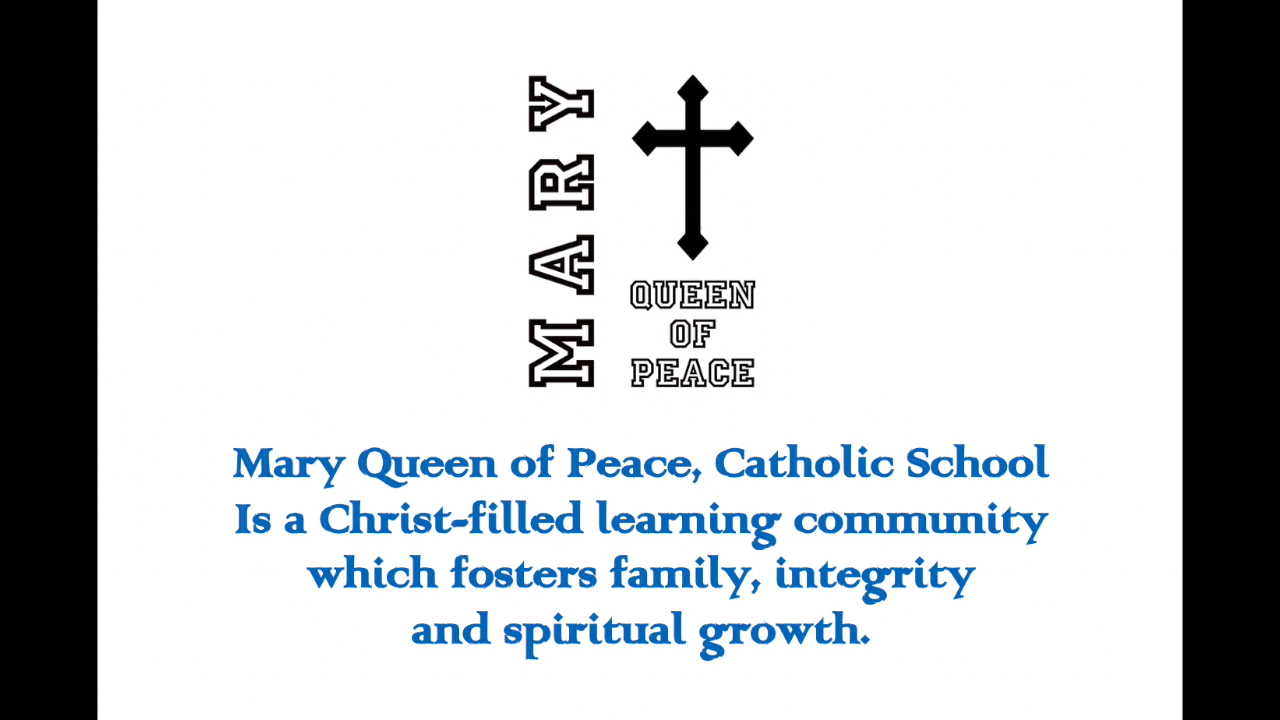 MARY
QUEEN
OF
PEACE
Mary Queen of Peace, Catholic School
Is a Christ-filled learning community
which fosters family, integrity
and spiritual growth.